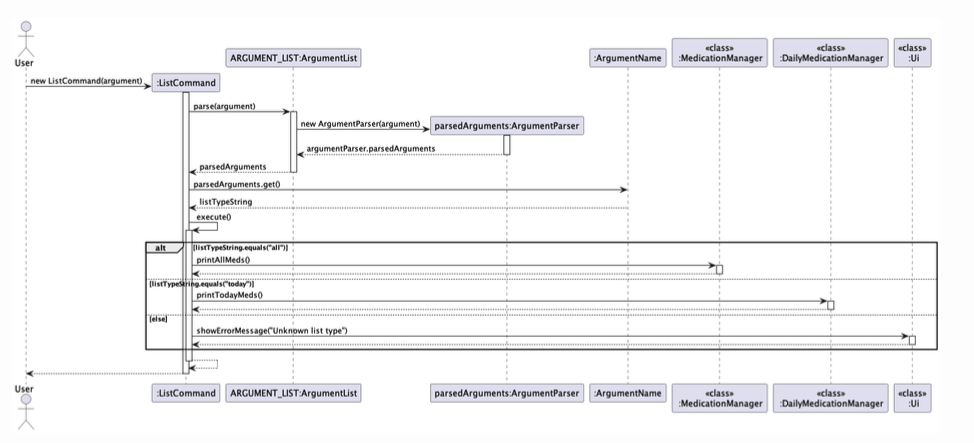 User
ARGUMENT_LIST:ArgumentList
:ArgumentName
«class»
:MedicationManager
«class»
:DailyMedicationManager
«class»
:Ui
new ListCommand(argument)
:ListCommand
parse(argument)
new ArgumentParser(argument)
parsedArguments:ArgumentParser
argumentParser.parsedArguments
parsedArguments
parsedArguments.get()
listTypeString
execute()
alt
[listTypeString.equals("all")]
printAllMeds()
[listTypeString.equals("today")]
printTodayMeds()
[else]
showErrorMessage("Unknown list type")
User
:ListCommand
ARGUMENT_LIST:ArgumentList
parsedArguments:ArgumentParser
:ArgumentName
«class»
:MedicationManager
«class»
:DailyMedicationManager
«class»
:Ui